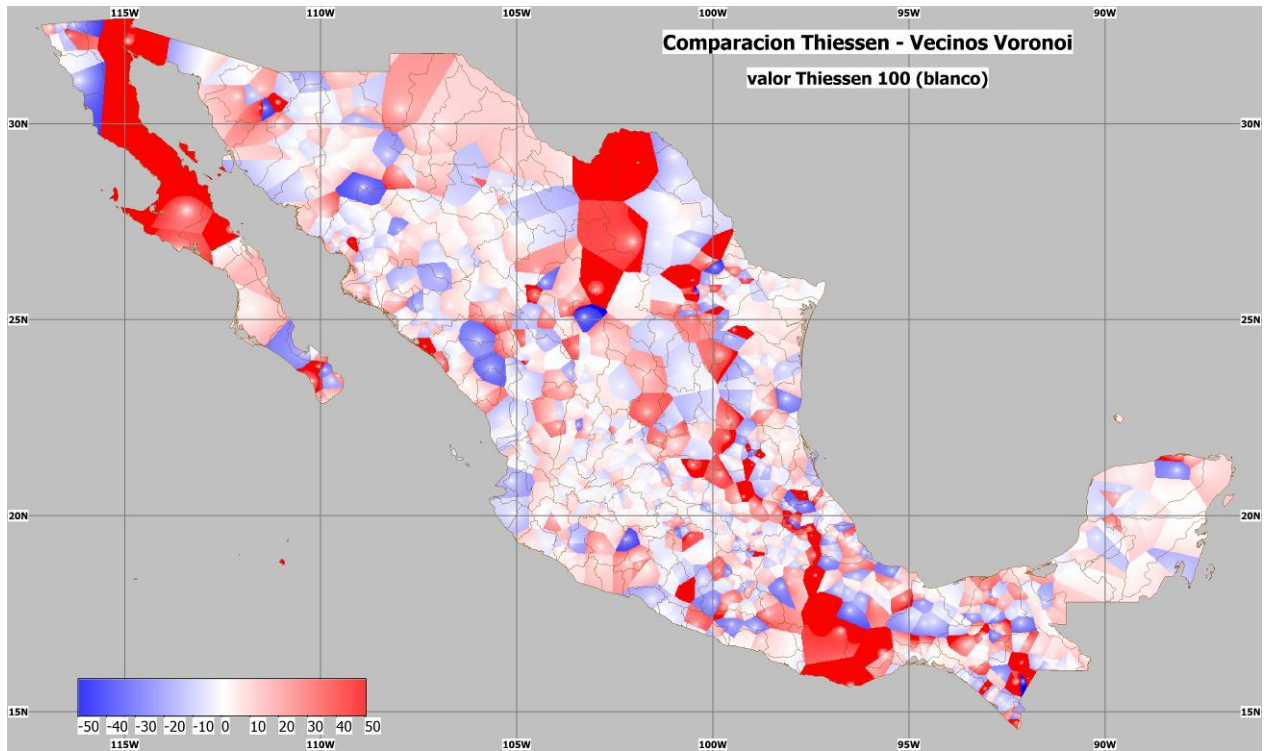 115W 110W 105W 100W 95W 90W
Comparacion Thiessen - Vecinos Voronoi
valor Thiessen 100 (blanco)
30N 30N
25N 25N
20N 20N
15N 15N
-50 -40 -30 -20 -10 0 10 20 30 40 50
115W 110W 105W 100W 95W 90W